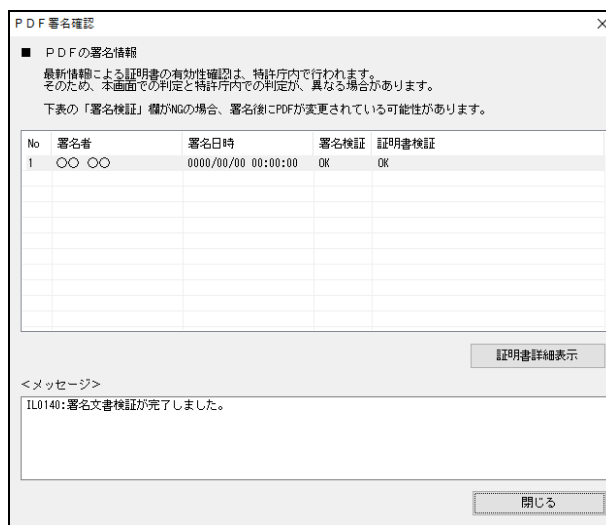 ＰＤＦ署名確認
■ ＰＤＦの署名情報
最新情報による証明書の有効性確認は、特許庁内で行われます。
そのため、本画面での判定と特許庁内での判定が、異なる場合があります。
下表の「署名検証」欄がNGの場合、署名後にPDFが変更されている可能性があります。
No 署名者 署名日時 署名検証 証明書検証
1 〇〇 〇〇 0000/00/00 00:00:00 OK OK
証明書詳細表示
＜メッセージ＞
IL0140:署名文書検証が完了しました。
閉じる